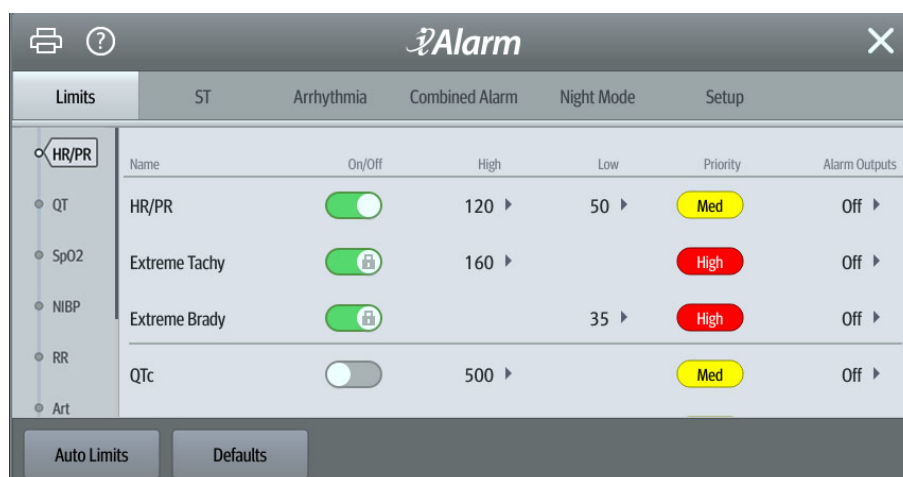 iAlarm
Limits ST Arrhythmia Combined Alarm Night Mode Setup
HR/PR
QT
SpO2
NIBP
RR
Art
Name On/Off High Low Priority Alarm Outputs
HR/PR 120 50 Med Off
Extreme Tachy 160 High Off
Extreme Brady 35 High Off
QTc 500 Med Off
Auto Limits Defaults